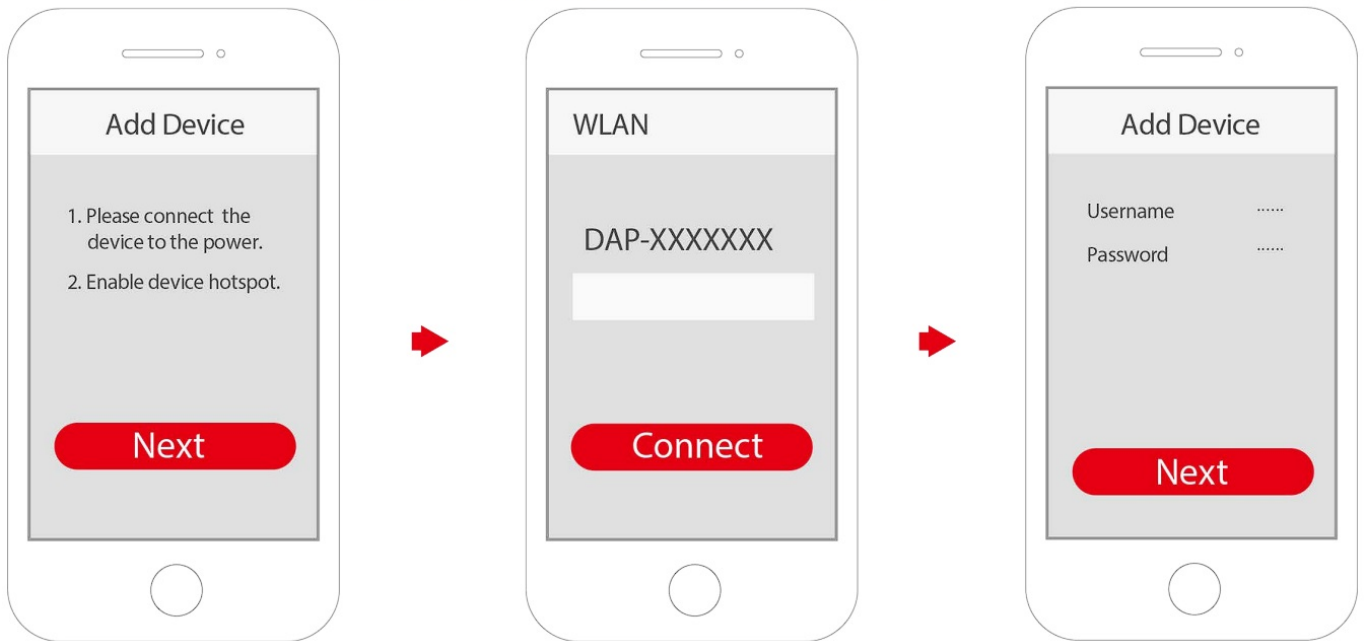 Add Device
1. Please connect the
device to the power.
2. Enable device hotspot.
Next
WLAN
DAP-XXXXXXX
Connect
Add Device
Username ......
Password ......
Next